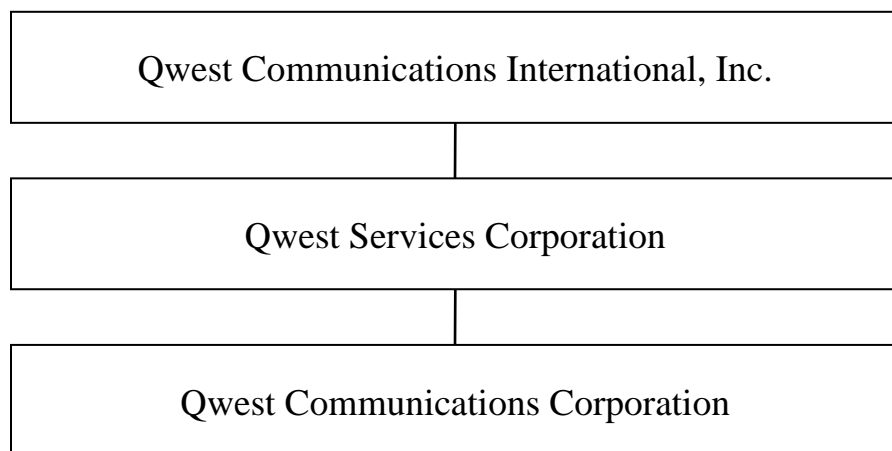 Qwest Communications International, Inc.
Qwest Services Corporation
Qwest Communications Corporation